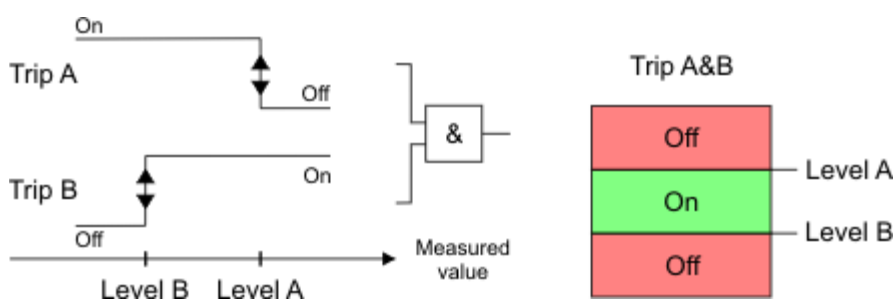 On
Trip A
Off
Trip B
On
Off
Level B
Level A
Measured
value
&
Trip A&B
Off
Level A
On
Level B
Off